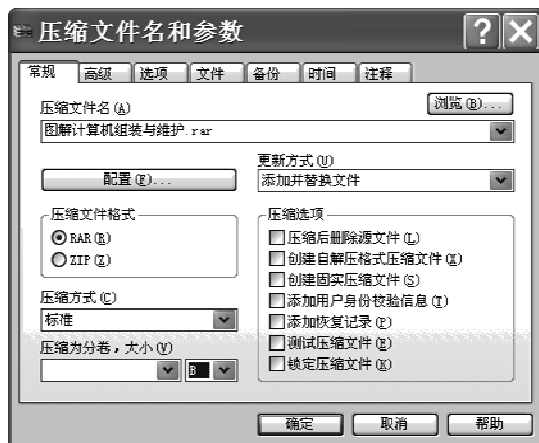 压缩文件名和参数
常规 高级 选项 文件 备份 时间 注释
压缩文件名(A)
浏览(B)...
图解计算机组装与维护.rar
配置(F)...
更新方式(U)
添加并替换文件
压缩文件格式
RAR(R)
ZIP(Z)
压缩方式(C)
标准
压缩为分卷，大小(V)
B
压缩选项
压缩后删除源文件(L)
创建自解压格式压缩文件(X)
创建固实压缩文件(S)
添加用户身份校验信息(T)
添加恢复记录(P)
测试压缩文件(E)
锁定压缩文件(K)
确定 取消 帮助